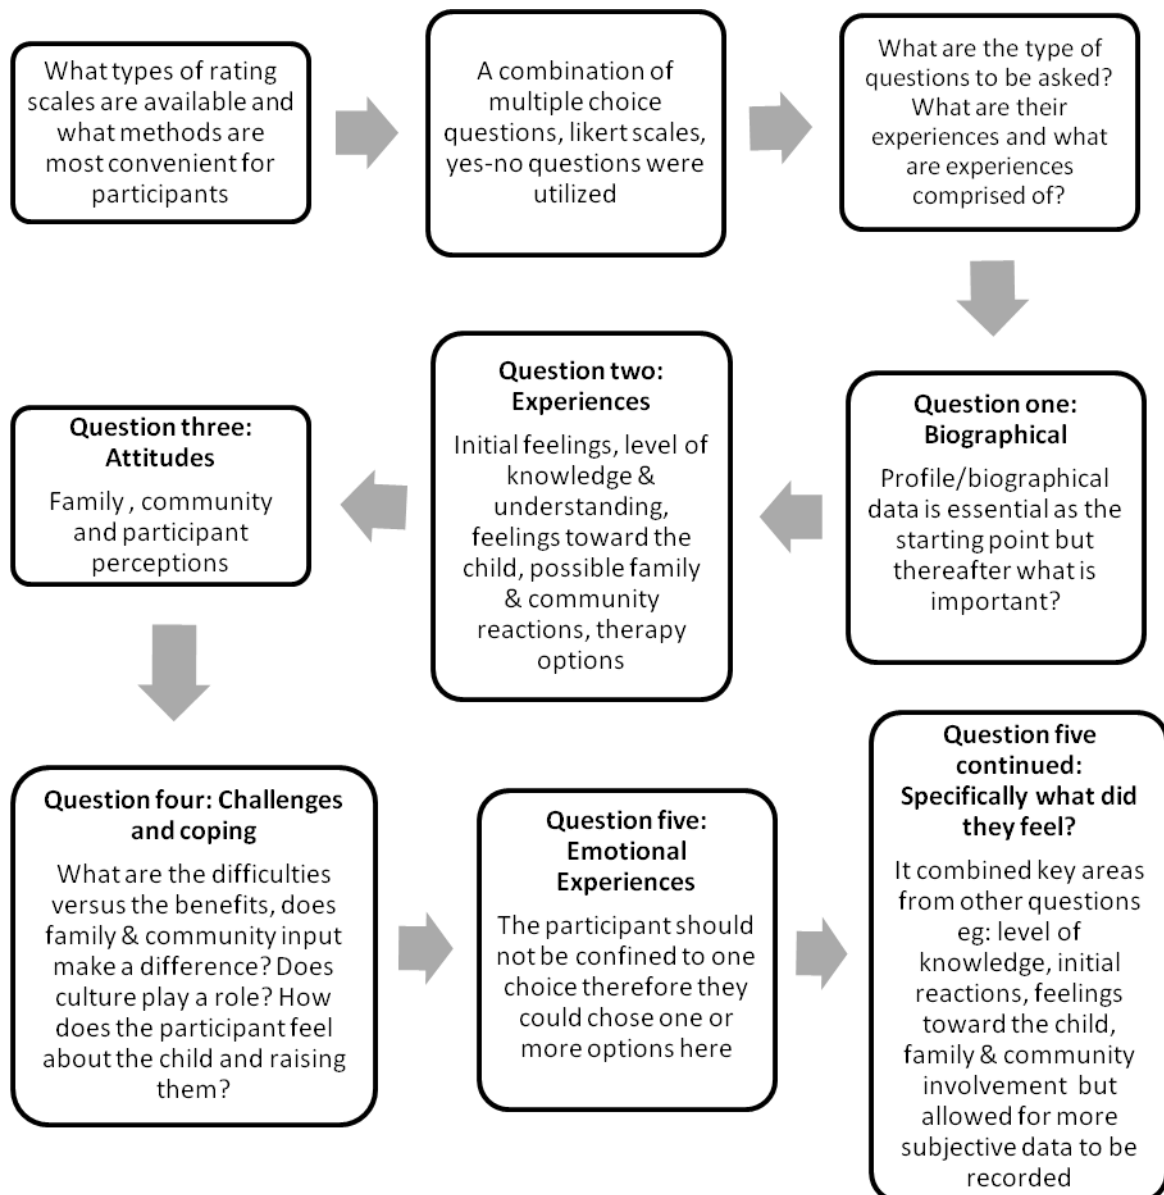 What types of rating
scales are available and
what methods are
most convenient for
participants
A combination of
multiple choice
questions, likert scales,
yes-no questions were
utilized
What are the type of
questions to be asked?
What are their
experiences and what
are experiences
comprised of?
Question one:
Biographical
Profile/biographical
data is essential as the
starting point but
thereafter what is
important?
Question two:
Experiences
Initial feelings, level of
knowledge &
understanding,
feelings toward the
child, possible family
& community
reactions, therapy
options
Question three:
Attitudes
Family , community
and participant
perceptions
Question four: Challenges
and coping
What are the difficulties
versus the benefits, does
family & community input
make a difference? Does
culture play a role? How
does the participant feel
about the child and raising
them?
Question five:
Emotional
Experiences
The participant should
not be confined to one
choice therefore they
could chose one or
more options here
Question five
continued:
Specifically what did
they feel?
It combined key areas
from other questions
eg: level of
knowledge, initial
reactions, feelings
toward the child,
family & community
involvement but
allowed for more
subjective data to be
recorded